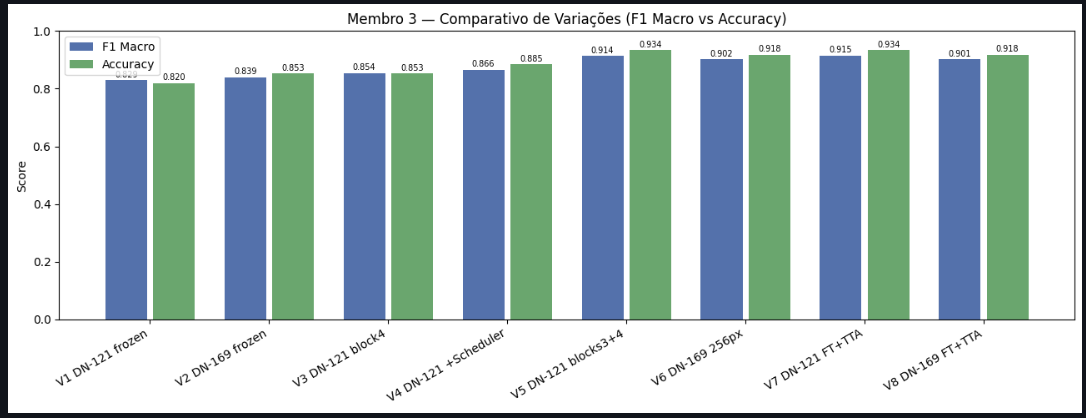 Membro 3 — Comparativo de Variações (F1 Macro vs Accuracy)
F1 Macro
Accuracy
Score
1.0
0.8
0.6
0.4
0.2
0.0
0.829
0.820
0.839
0.853
0.854
0.853
0.866
0.885
0.914
0.934
0.902
0.918
0.915
0.934
0.901
0.918
V1 DN-121 frozen
V2 DN-169 frozen
V3 DN-121 block4
V4 DN-121 +Scheduler
V5 DN-121 blocks3+4
V6 DN-169 256px
V7 DN-121 FT+TTA
V8 DN-169 FT+TTA